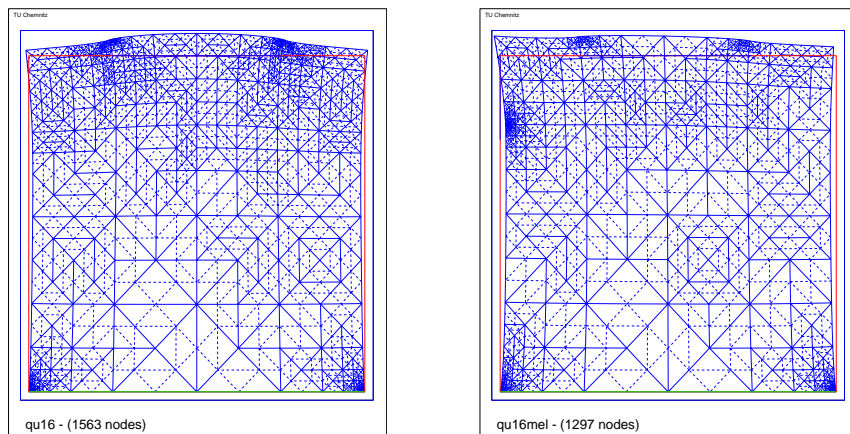 TU Chemnitz
qu16 - (1563 nodes)
TU Chemnitz
qu16mel - (1297 nodes)